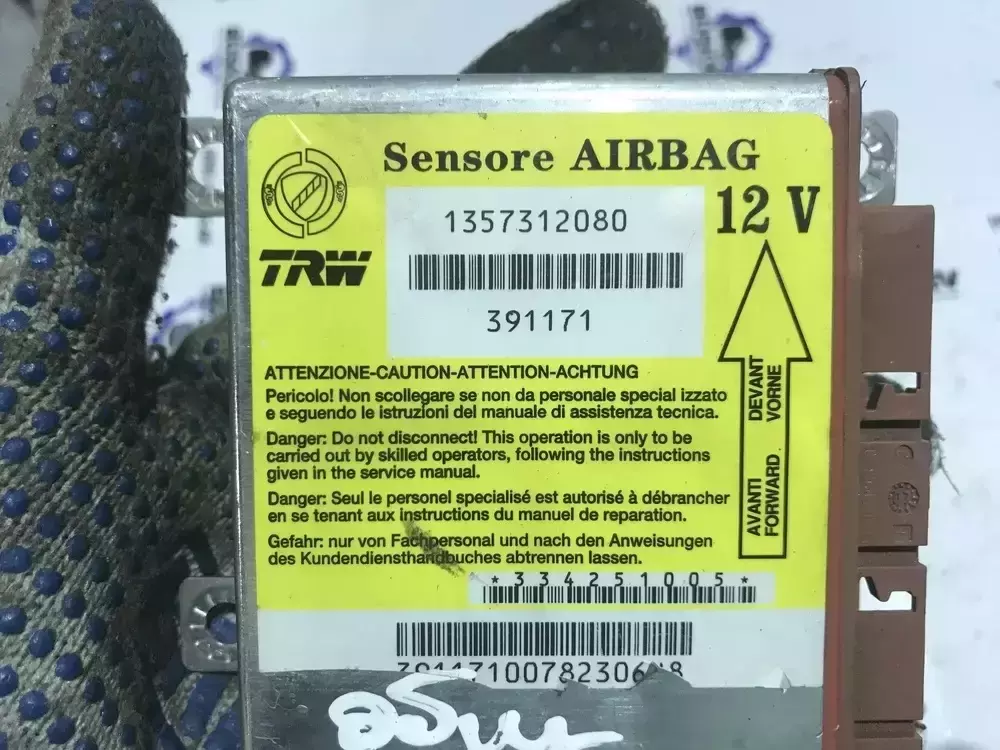 Sensore AIRBAG
12 V
TRW
1357312080
391171
ATTENZIONE-CAUTION-ATTENTION-ACHTUNG
Pericolo! Non scollegare se non da personale special izzato
e seguendo le istruzioni del manuale di assistenza tecnica.
Danger: Do not disconnect! This operation is only to be
carried out by skilled operators, following the instructions
given in the service manual.
Danger: Seul le personel specialisé est autorisé à débrancher
en se tenant aux instructions du manuel de reparation.
Gefahr: nur von Fachpersonal und nach den Anweisungen
des Kundendiensthandbuches abtrennen lassen.
AVANTI DEVANT
FORWARD VORNE
*334251005*